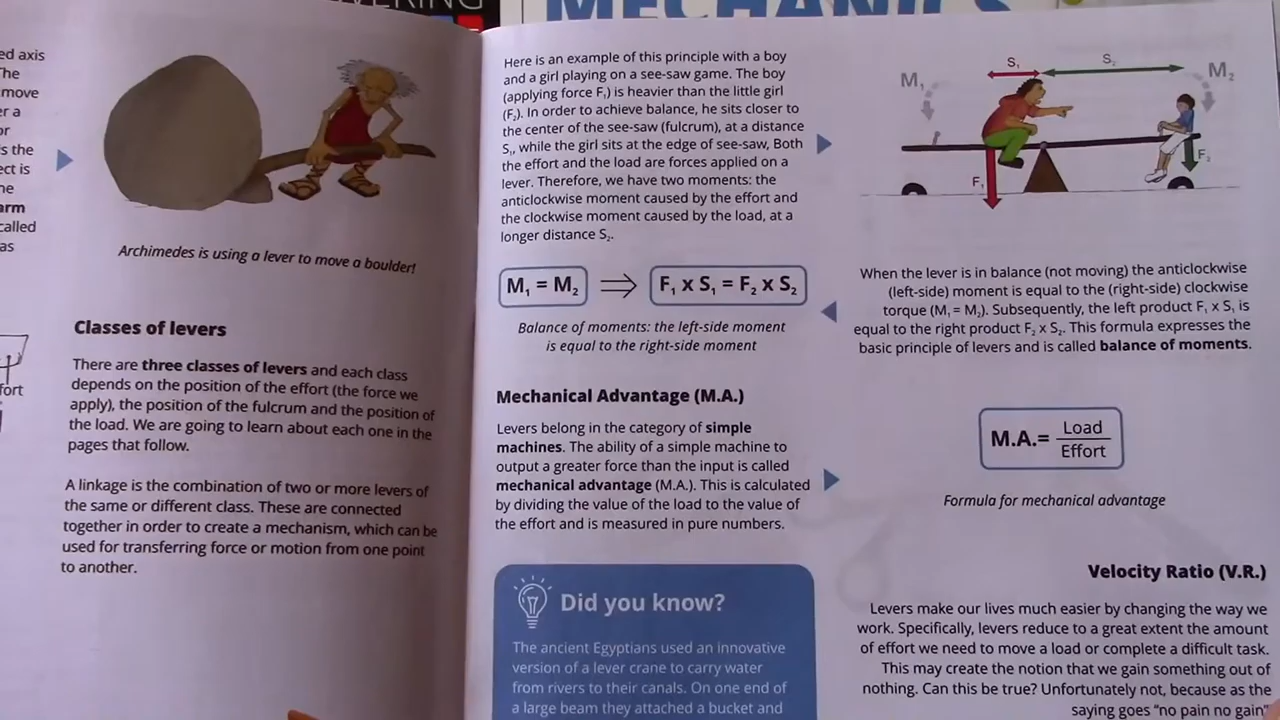 MECHANICS
ed axis
The
move
er a
or
s the
ect is
ne
arm
called
as
fort
Archimedes is using a lever to move a boulder!
Classes of levers
There are three classes of levers and each class
depends on the position of the effort (the force we
apply), the position of the fulcrum and the position of
the load. We are going to learn about each one in the
pages that follow.
A linkage is the combination of two or more levers of
the same or different class. These are connected
together in order to create a mechanism, which can be
used for transferring force or motion from one point
to another.
Here is an example of this principle with a boy
and a girl playing on a see-saw game. The boy
(applying force F₁) is heavier than the little girl
(F₂). In order to achieve balance, he sits closer to
the center of the see-saw (fulcrum), at a distance
S₁, while the girl sits at the edge of see-saw, Both
the effort and the load are forces applied on a
lever. Therefore, we have two moments: the
anticlockwise moment caused by the effort and
the clockwise moment caused by the load, at a
longer distance S₂.
M₁ = M₂ ⟹ F₁ x S₁ = F₂ x S₂
Balance of moments: the left-side moment
is equal to the right-side moment
Mechanical Advantage (M.A.)
Levers belong in the category of simple
machines. The ability of a simple machine to
output a greater force than the input is called
mechanical advantage (M.A.). This is calculated
by dividing the value of the load to the value of
the effort and is measured in pure numbers.
Did you know?
The ancient Egyptians used an innovative
version of a lever crane to carry water
from rivers to their canals. On one end of
a large beam they attached a bucket and
M₁ S₁ S₂ M₂
F₁ F₂
When the lever is in balance (not moving) the anticlockwise
(left-side) moment is equal to the (right-side) clockwise
torque (M₁ = M₂). Subsequently, the left product F₁ x S₁ is
equal to the right product F₂ x S₂. This formula expresses the
basic principle of levers and is called balance of moments.
M.A.= Load
Effort
Formula for mechanical advantage
Velocity Ratio (V.R.)
Levers make our lives much easier by changing the way we
work. Specifically, levers reduce to a great extent the amount
of effort we need to move a load or complete a difficult task.
This may create the notion that we gain something out of
nothing. Can this be true? Unfortunately not, because as the
saying goes “no pain no gain”